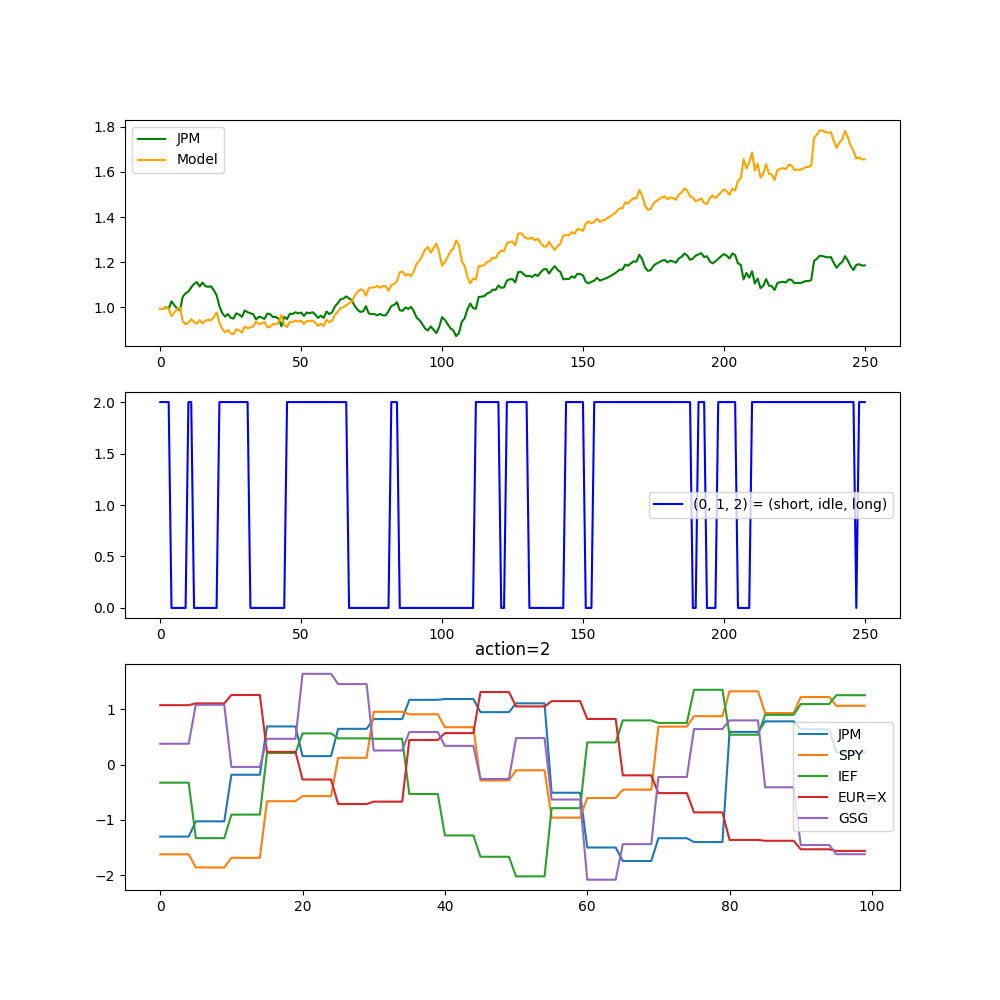 1.8
1.6
1.4
1.2
1.0
JPM
Model
0 50 100 150 200 250
2.0
1.5
1.0
0.5
0.0
(0, 1, 2) = (short, idle, long)
0 50 100 150 200 250
action=2
1
0
−1
−2
JPM
SPY
IEF
EUR=X
GSG
0 20 40 60 80 100